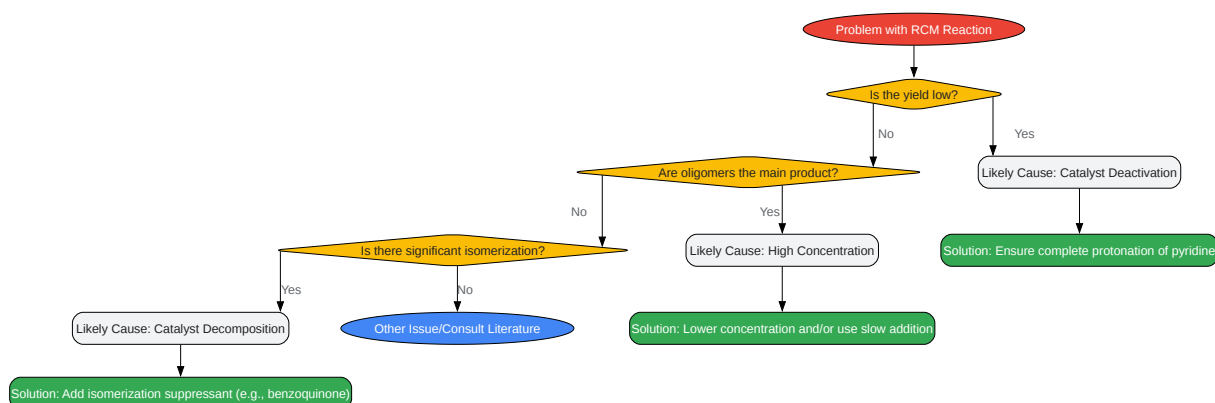 Problem with RCM Reaction
Is the yield low?
No
Yes
Are oligomers the main product?
Likely Cause: Catalyst Deactivation
No
Yes
Is there significant isomerization?
Likely Cause: High Concentration
Solution: Ensure complete protonation of pyridine
Yes
No
Likely Cause: Catalyst Decomposition
Other Issue/Consult Literature
Solution: Lower concentration and/or use slow addition
Solution: Add isomerization suppressant (e.g., benzoquinone)